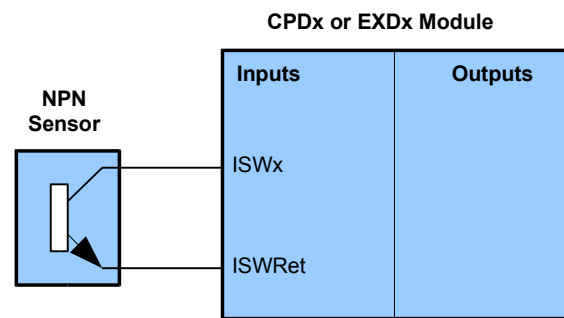 CPDx or EXDx Module
Inputs
Outputs
NPN
Sensor
ISWx
ISWRet